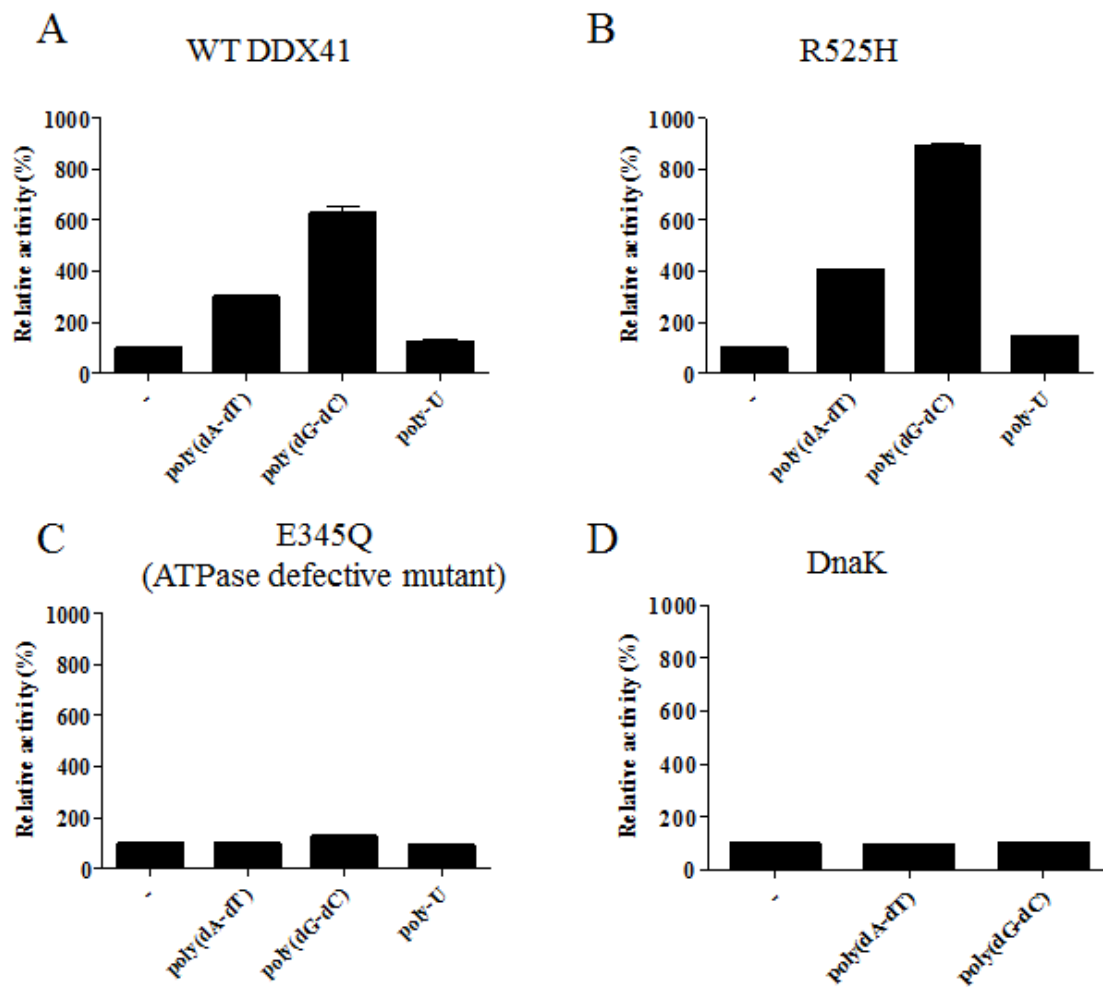 A
WT DDX41
Relative activity (%)
1000
800
600
400
200
0
-
poly(dA-dT)
poly(dG-dC)
poly-U
B
R525H
Relative activity (%)
1000
800
600
400
200
0
-
poly(dA-dT)
poly(dG-dC)
poly-U
C
E345Q
(ATPase defective mutant)
Relative activity (%)
1000
800
600
400
200
0
-
poly(dA-dT)
poly(dG-dC)
poly-U
D
DnaK
Relative activity (%)
1000
800
600
400
200
0
-
poly(dA-dT)
poly(dG-dC)